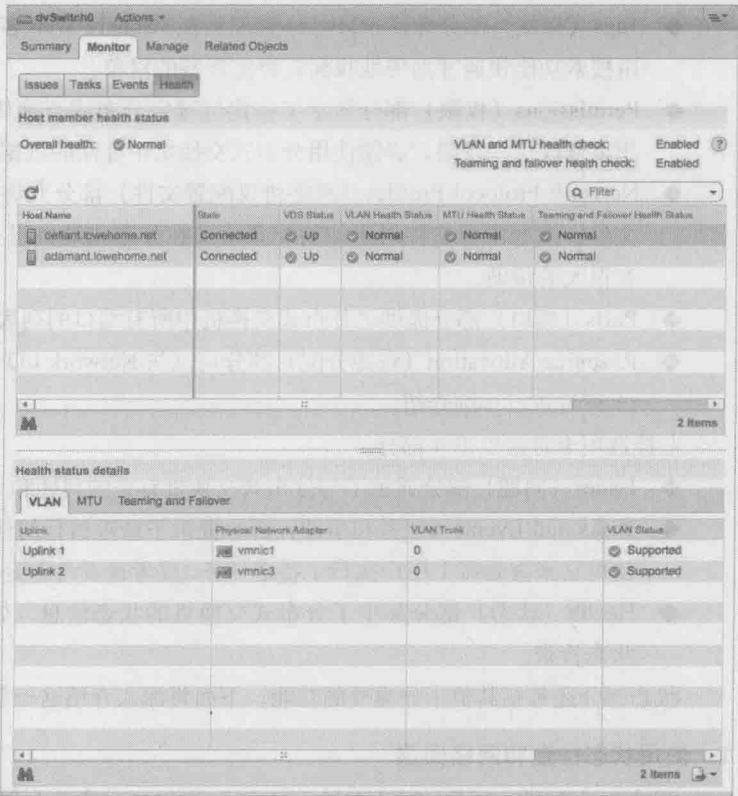 dvSwitch0 Actions
Summary Monitor Manage Related Objects
Issues Tasks Events Health
Host member health status
Overall health: Normal
VLAN and MTU health check: Enabled
Teaming and failover health check: Enabled
Filter
Host Name State VDS Status VLAN Health Status MTU Health Status Teaming and Failover Health Status
defiant.lowehome.net Connected Up Normal Normal Normal
adamant.lowehome.net Connected Up Normal Normal Normal
2 items
Health status details
VLAN MTU Teaming and Failover
Uplink Physical Network Adapter VLAN Trunk VLAN Status
Uplink 1 vmnic1 0 Supported
Uplink 2 vmnic3 0 Supported
2 items